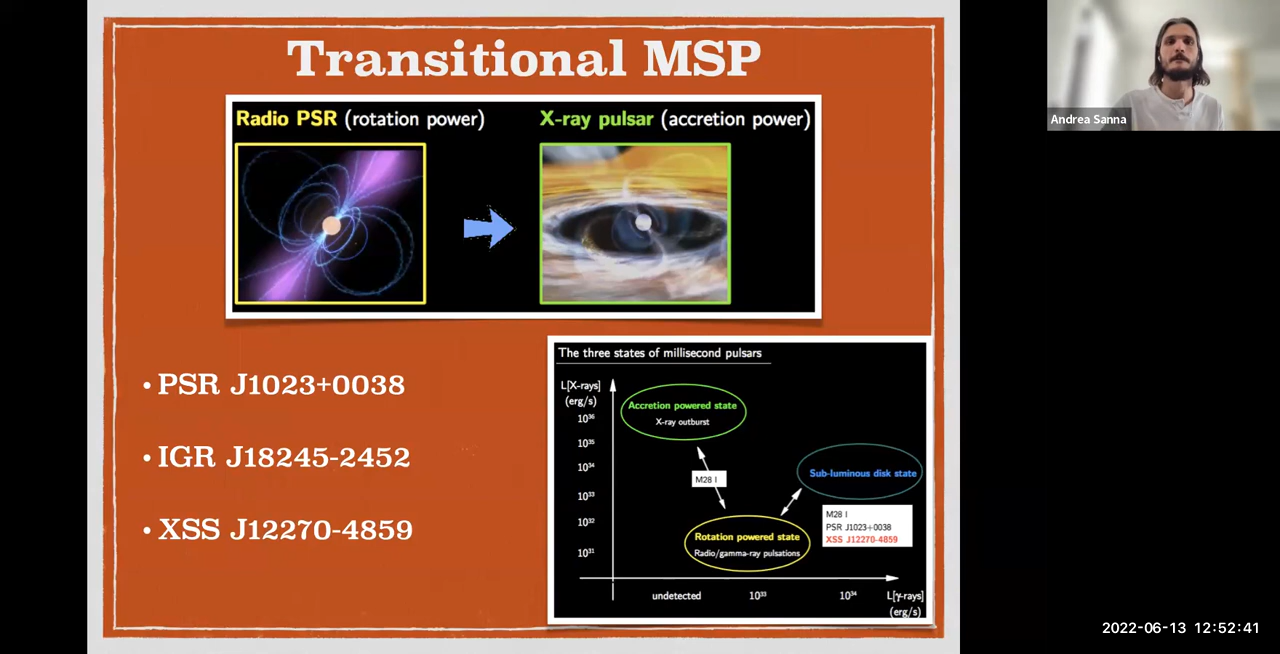 Transitional MSP
Radio PSR (rotation power)
X-ray pulsar (accretion power)
• PSR J1023+0038
• IGR J18245-2452
• XSS J12270-4859
The three states of millisecond pulsars
L[X-rays]
(erg/s)
10³⁶
10³⁵
10³⁴
10³³
10³²
10³¹
Accretion powered state
X-ray outburst
M28 I
Sub-luminous disk state
M28 I
PSR J1023+0038
XSS J12270-4859
Rotation powered state
Radio/gamma-ray pulsations
undetected
10³³
10³⁴
L[γ-rays]
(erg/s)
Andrea Sanna
2022-06-13 12:52:41